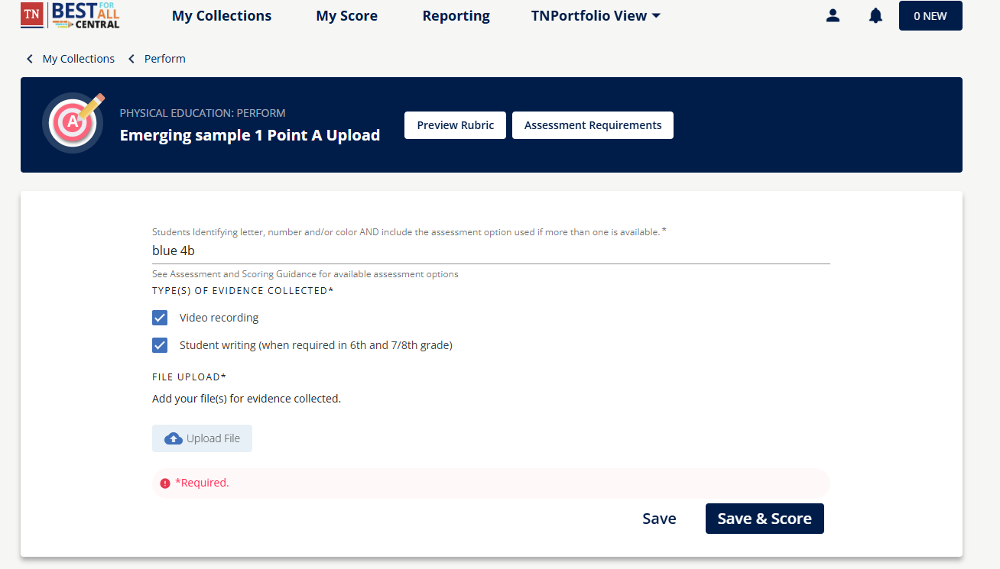 TN BEST FOR ALL CENTRAL
My Collections My Score Reporting TNPortfolio View 0 NEW
My Collections Perform
A
PHYSICAL EDUCATION: PERFORM
Emerging sample 1 Point A Upload
Preview Rubric Assessment Requirements
Students Identifying letter, number and/or color AND include the assessment option used if more than one is available.*
blue 4b
See Assessment and Scoring Guidance for available assessment options
TYPE(S) OF EVIDENCE COLLECTED*
Video recording
Student writing (when required in 6th and 7/8th grade)
FILE UPLOAD*
Add your file(s) for evidence collected.
Upload File
*Required.
Save Save & Score